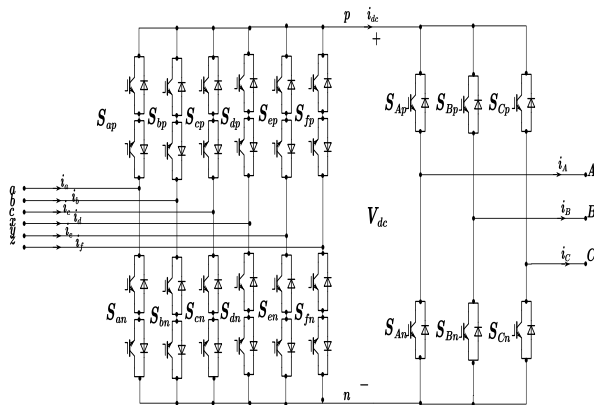 p i_dc
+
S_ap S_bp S_cp S_dp S_ep S_fp S_Ap S_Bp S_Cp
a i_a
b i_b
c i_c
x i_d
y i_e
z i_f
i_A A
V_dc i_B B
i_C C
S_an S_bn S_cn S_dn S_en S_fn S_An S_Bn S_Cn
n −